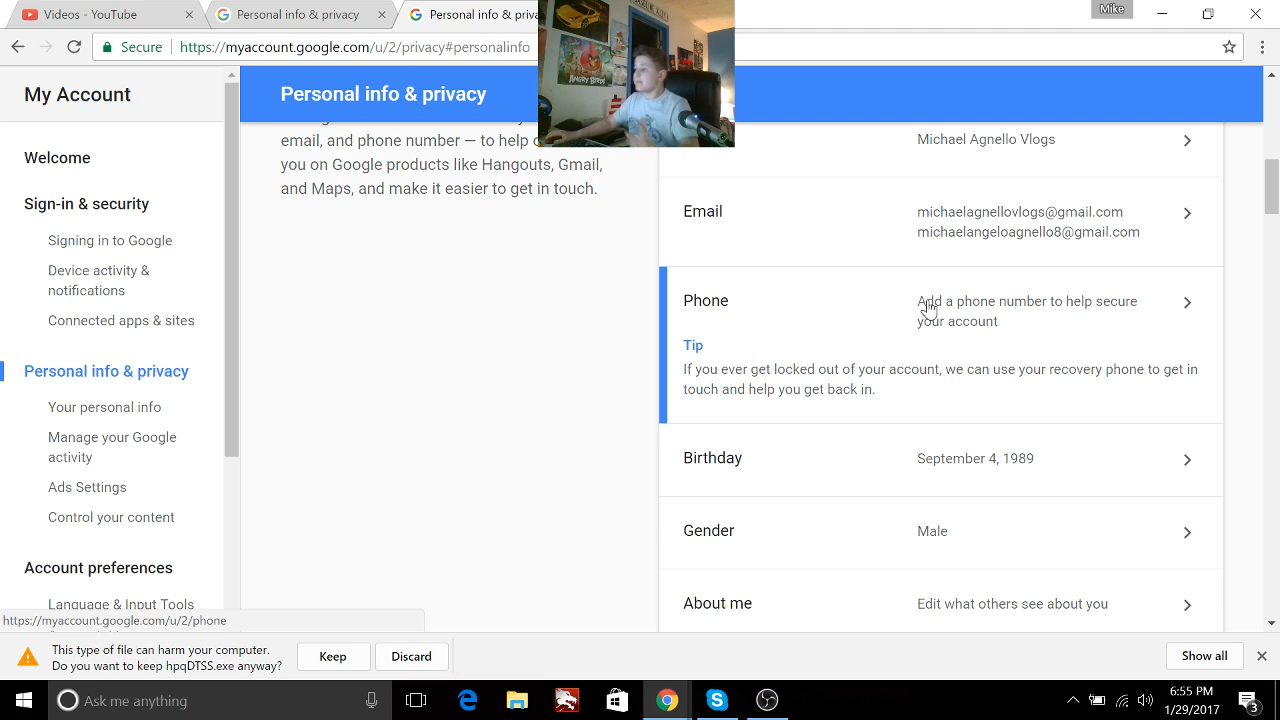 Videos - YouTube
Personal info & privacy
Personal info & priva
Mike
Secure
https://myaccount.google.com/u/2/privacy#personalinfo
My Account
Personal info & privacy
Welcome
Sign-in & security
Signing in to Google
Device activity &
notifications
Connected apps & sites
Personal info & privacy
Your personal info
Manage your Google
activity
Ads Settings
Control your content
Account preferences
Language & Input Tools
email, and phone number — to help
you on Google products like Hangouts, Gmail,
and Maps, and make it easier to get in touch.
ANGRY BIRDS
Michael Agnello Vlogs
Email
michaelagnellovlogs@gmail.com
michaelangeloagnello8@gmail.com
Phone
Add a phone number to help secure
your account
Tip
If you ever get locked out of your account, we can use your recovery phone to get in
touch and help you get back in.
Birthday
September 4, 1989
Gender
Male
About me
Edit what others see about you
https://myaccount.google.com/u/2/phone
This type of file can harm your computer.
Do you want to keep hpqDTSS.exe anyway?
Keep
Discard
Show all
Ask me anything
6:55 PM
1/29/2017
3